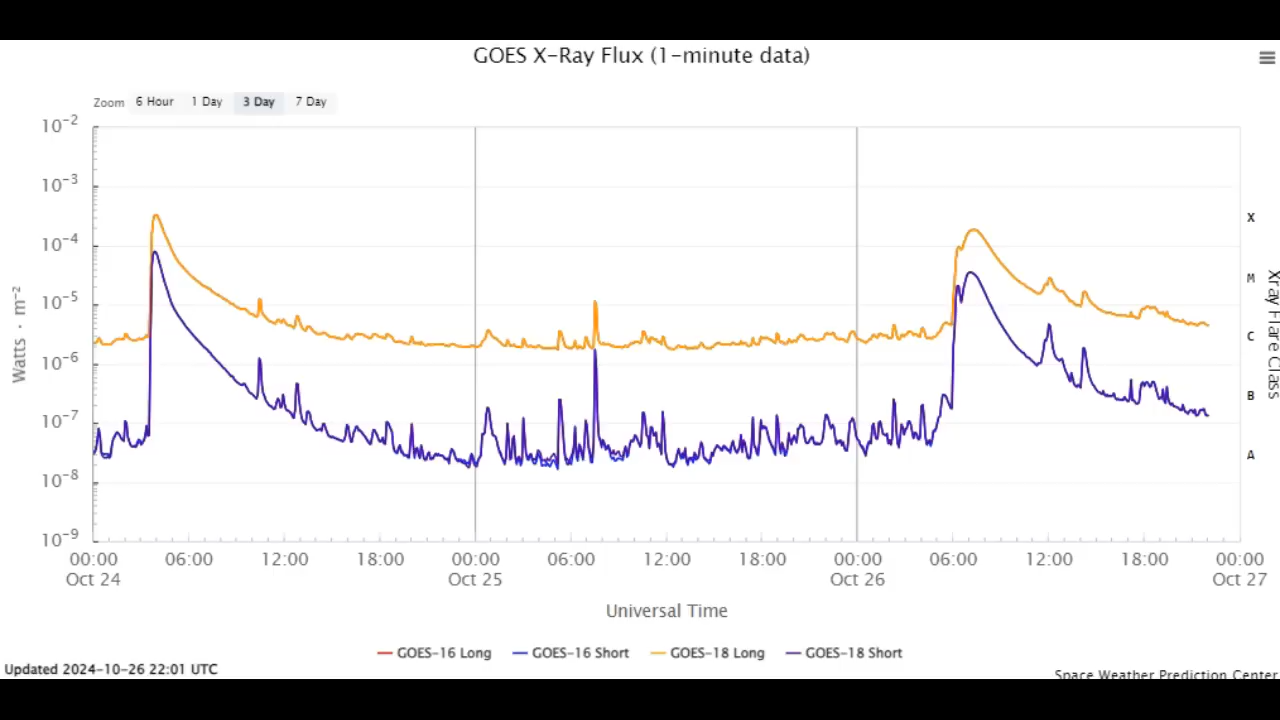 GOES X-Ray Flux (1-minute data)
Zoom 6 Hour 1 Day 3 Day 7 Day
10⁻²
10⁻³
10⁻⁴
10⁻⁵
10⁻⁶
10⁻⁷
10⁻⁸
10⁻⁹
Watts · m⁻²
X
M
C
B
A
Xray Flare Class
00:00 06:00 12:00 18:00 00:00 06:00 12:00 18:00 00:00 06:00 12:00 18:00 00:00
Oct 24 Oct 25 Oct 26 Oct 27
Universal Time
GOES-16 Long GOES-16 Short GOES-18 Long GOES-18 Short
Updated 2024-10-26 22:01 UTC
Space Weather Prediction Center